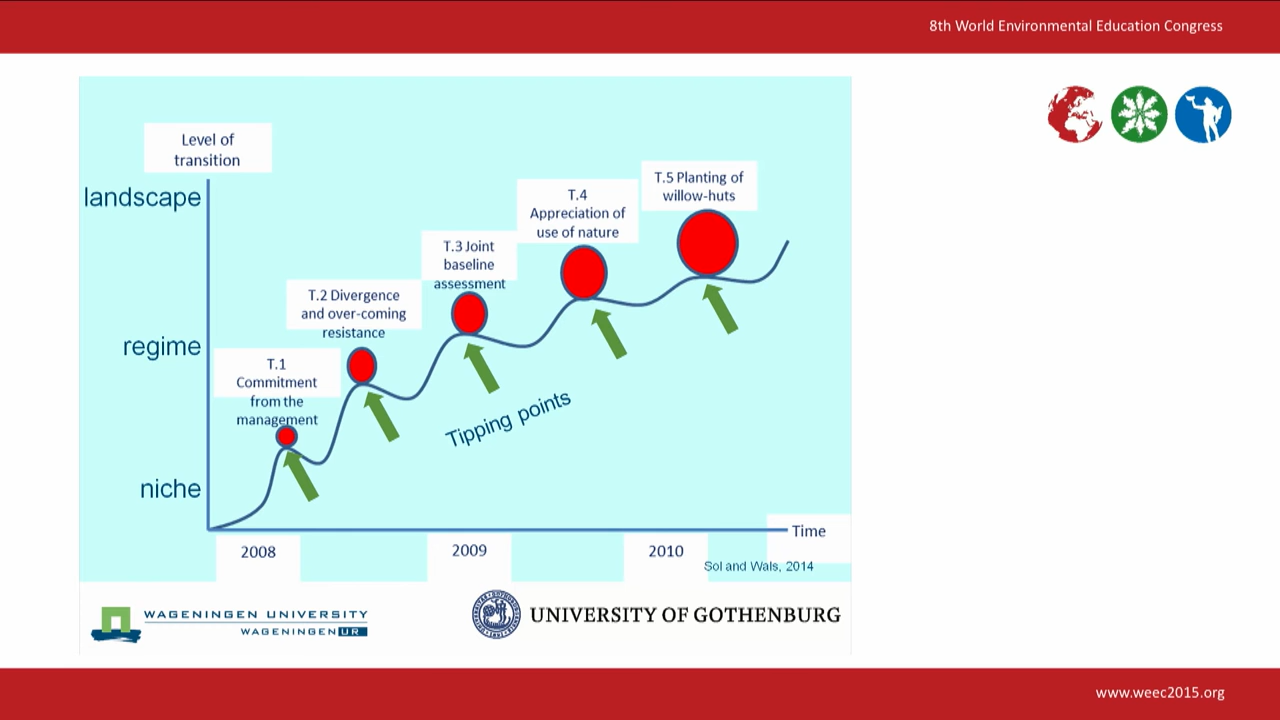 8th World Environmental Education Congress
Level of
transition
landscape
regime
niche
T.1
Commitment
from the
management
T.2 Divergence
and over-coming
resistance
T.3 Joint
baseline
assessment
T.4
Appreciation of
use of nature
T.5 Planting of
willow-huts
Tipping points
Time
2008
2009
2010
Sol and Wals, 2014
WAGENINGEN UNIVERSITY
WAGENINGEN UR
UNIVERSITY OF GOTHENBURG
www.weec2015.org